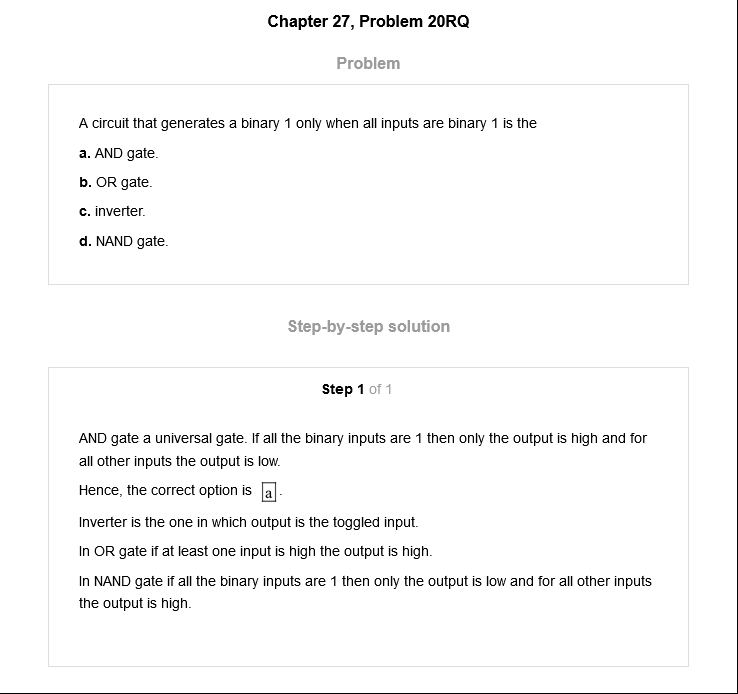 Chapter 27, Problem 20RQ
Problem
A circuit that generates a binary 1 only when all inputs are binary 1 is the
a. AND gate.
b. OR gate.
c. inverter.
d. NAND gate.
Step-by-step solution
Step 1 of 1
AND gate a universal gate. If all the binary inputs are 1 then only the output is high and for
all other inputs the output is low.
Hence, the correct option is a.
Inverter is the one in which output is the toggled input.
In OR gate if at least one input is high the output is high.
In NAND gate if all the binary inputs are 1 then only the output is low and for all other inputs
the output is high.